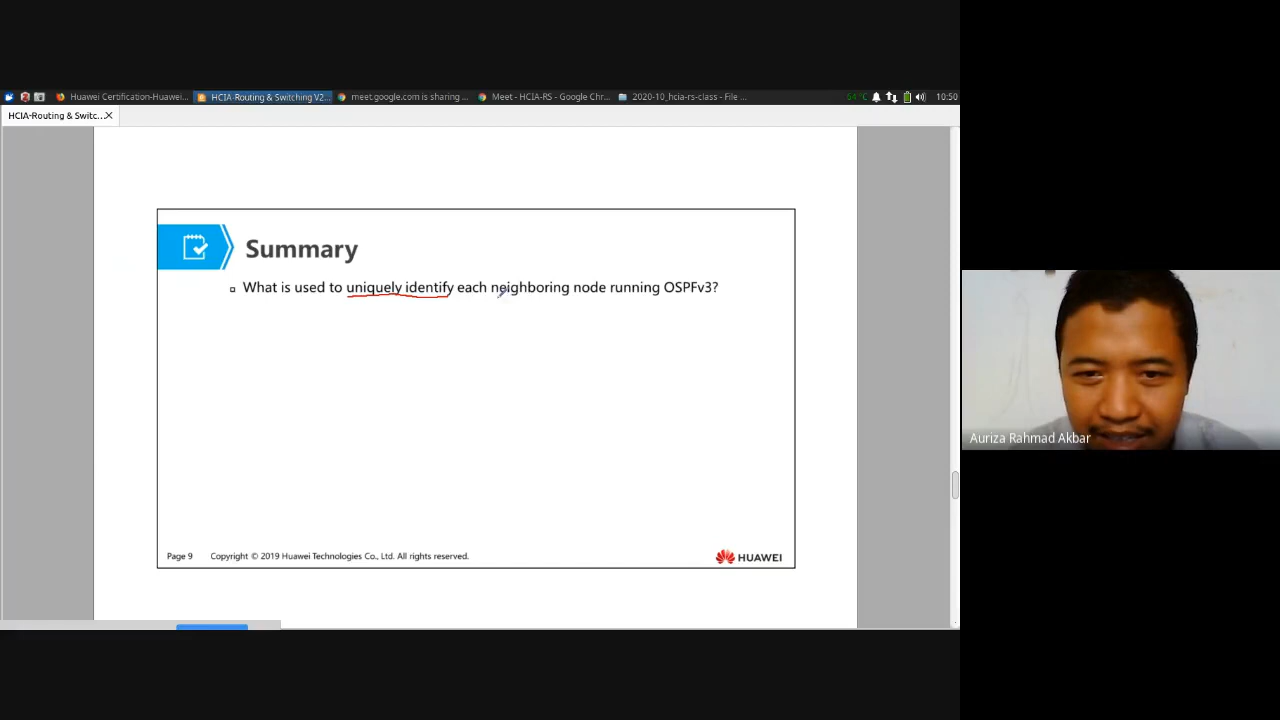 Huawei Certification-Huawei...
HCIA-Routing & Switching V2...
meet.google.com is sharing ...
Meet - HCIA-RS - Google Chr...
2020-10_hcia-rs-class - File ...
64°C
10:50
HCIA-Routing & Switc...
Summary
What is used to uniquely identify each neighboring node running OSPFv3?
Page 9
Copyright © 2019 Huawei Technologies Co., Ltd. All rights reserved.
HUAWEI
Auriza Rahmad Akbar